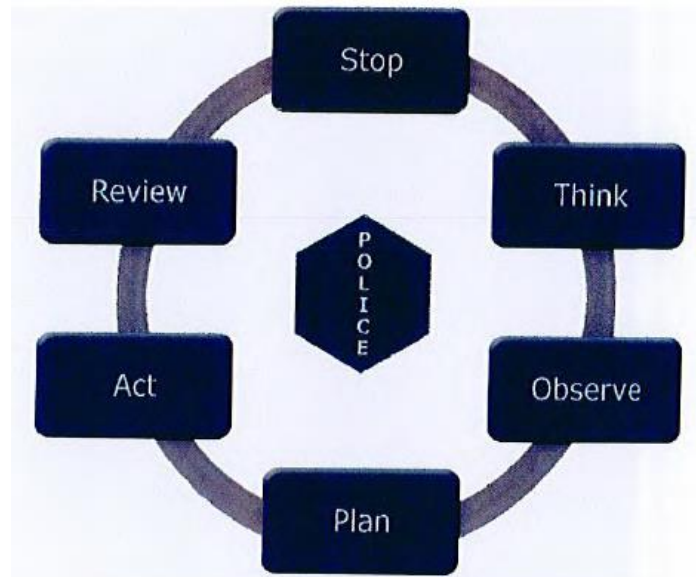 Stop
Think
Observe
Plan
Act
Review
POLICE